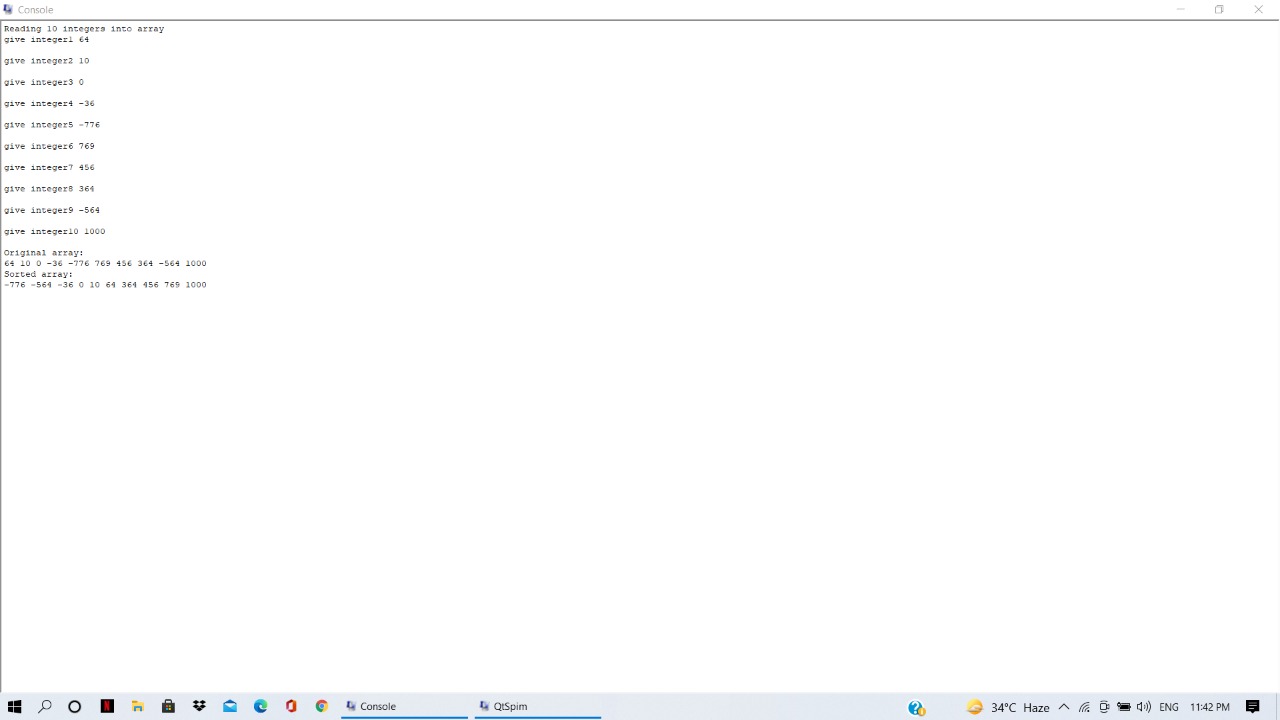 Console
Reading 10 integers into array
give integer1 64
give integer2 10
give integer3 0
give integer4 -36
give integer5 -776
give integer6 769
give integer7 456
give integer8 364
give integer9 -564
give integer10 1000
Original array:
64 10 0 -36 -776 769 456 364 -564 1000
Sorted array:
-776 -564 -36 0 10 64 364 456 769 1000
Console QtSpim 34°C Haze ENG 11:42 PM